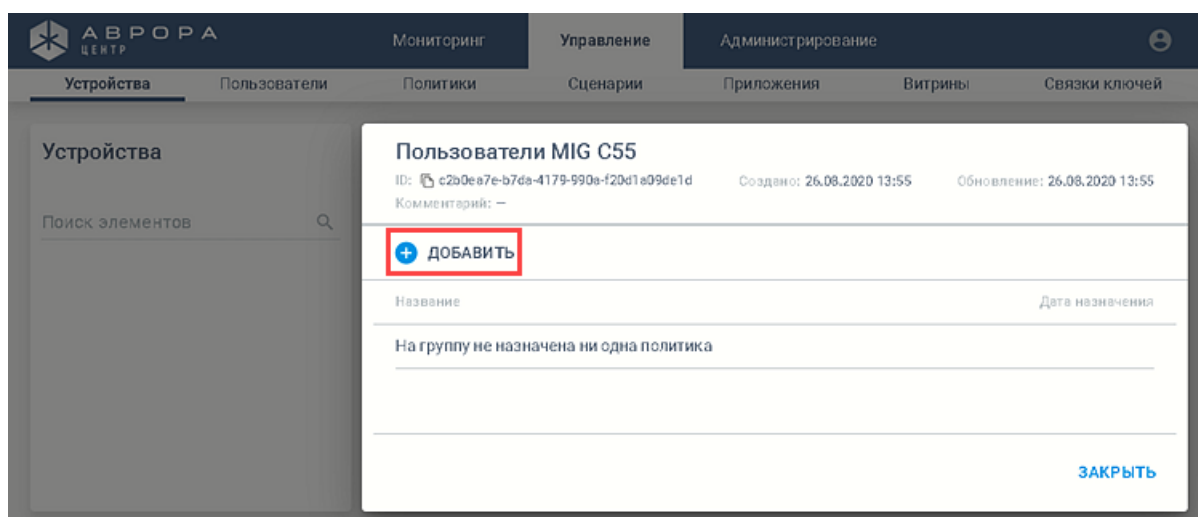 АВРОРА
ЦЕНТР
Мониторинг Управление Администрирование
Устройства Пользователи Политики Сценарии Приложения Витрины Связки ключей
Устройства
Поиск элементов
Пользователи MIG C55
ID: c2b0ea7e-b7da-4179-990a-f20d1a09de1d Создано: 26.08.2020 13:55 Обновление: 26.08.2020 13:55
Комментарий: —
ДОБАВИТЬ
Название Дата назначения
На группу не назначена ни одна политика
ЗАКРЫТЬ